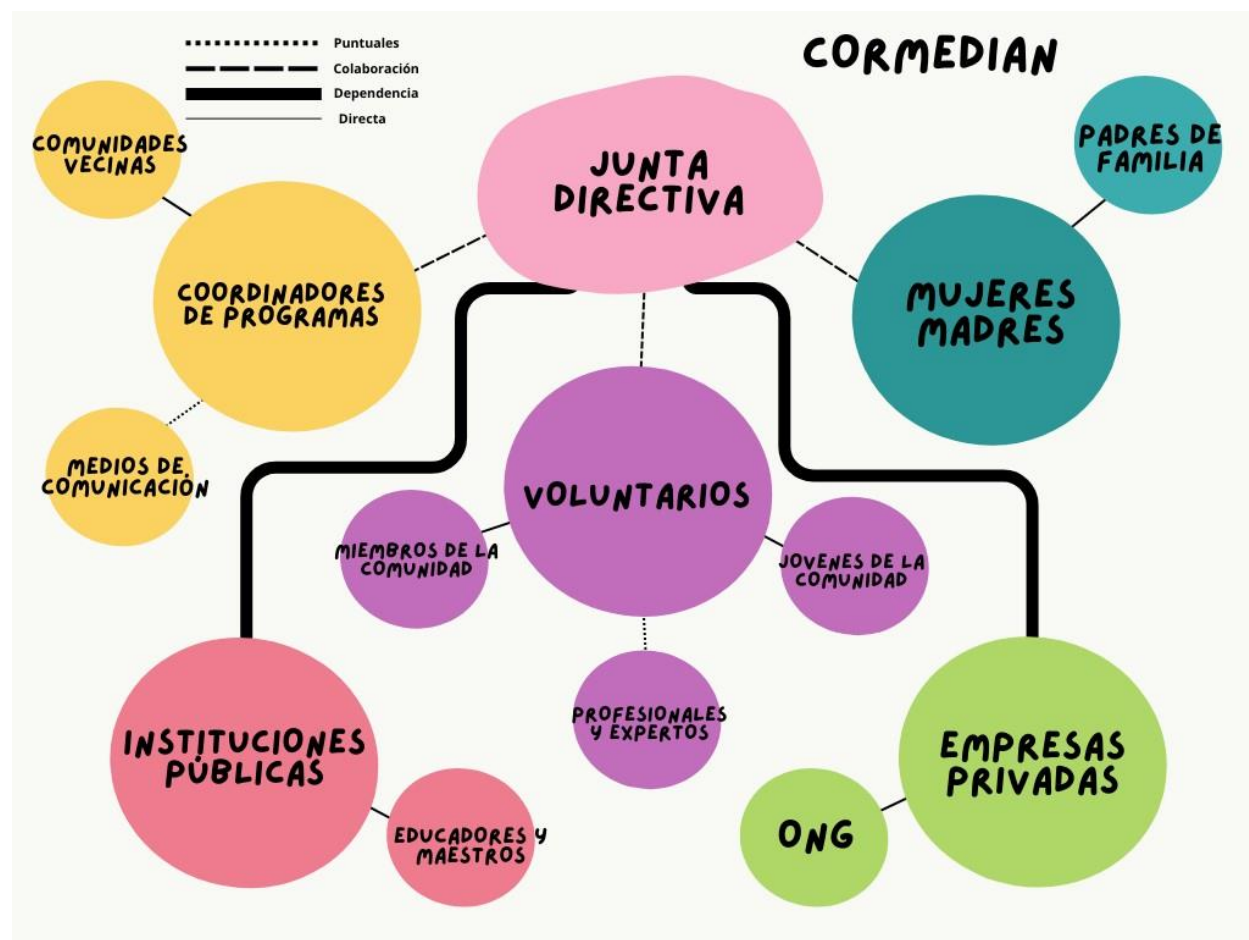 Puntuales
Colaboración
Dependencia
Directa
CORMEDIAN
COMUNIDADES
VECINAS
PADRES DE
FAMILIA
JUNTA
DIRECTIVA
COORDINADORES
DE PROGRAMAS
MUJERES
MADRES
MEDIOS DE
COMUNICACIÓN
VOLUNTARIOS
MIEMBROS DE LA
COMUNIDAD
JOVENES DE LA
COMUNIDAD
PROFESIONALES
Y EXPERTOS
INSTITUCIONES
PÚBLICAS
EMPRESAS
PRIVADAS
EDUCADORES Y
MAESTROS
ONG